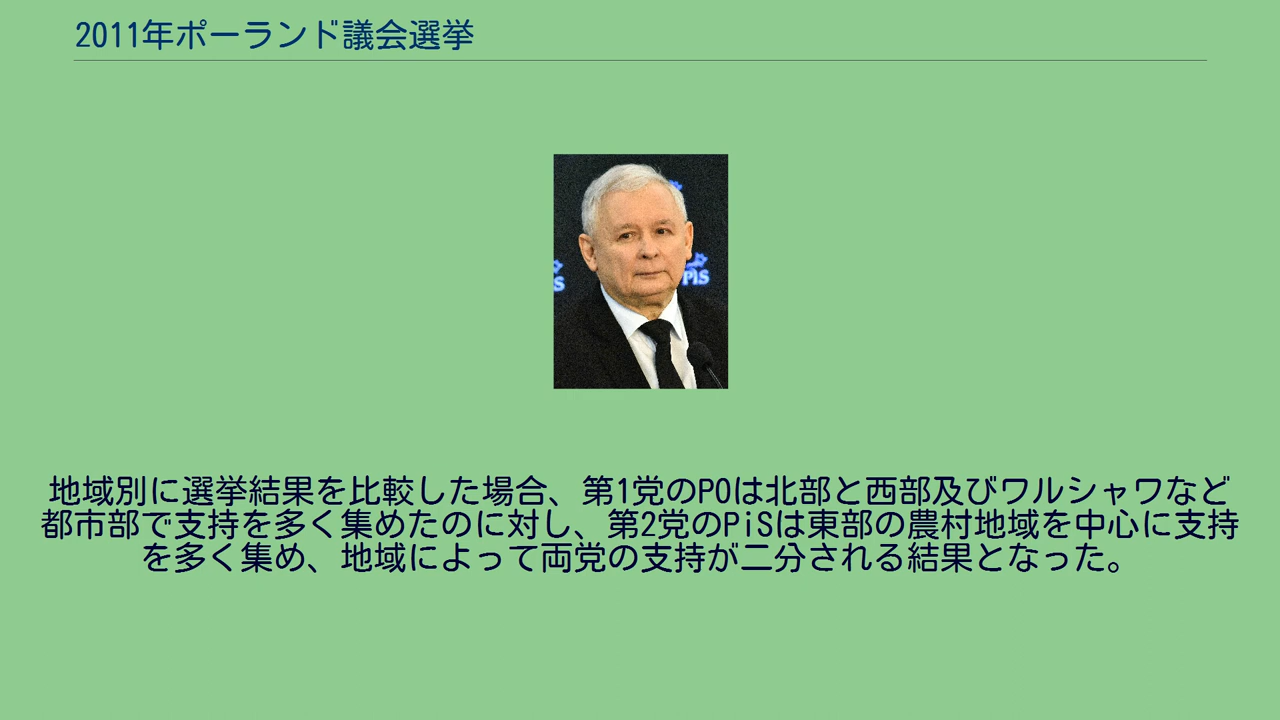 2011年ポーランド議会選挙
PiS
地域別に選挙結果を比較した場合、第1党のPOは北部と西部及びワルシャワなど
都市部で支持を多く集めたのに対し、第2党のPiSは東部の農村地域を中心に支持
を多く集め、地域によって両党の支持が二分される結果となった。